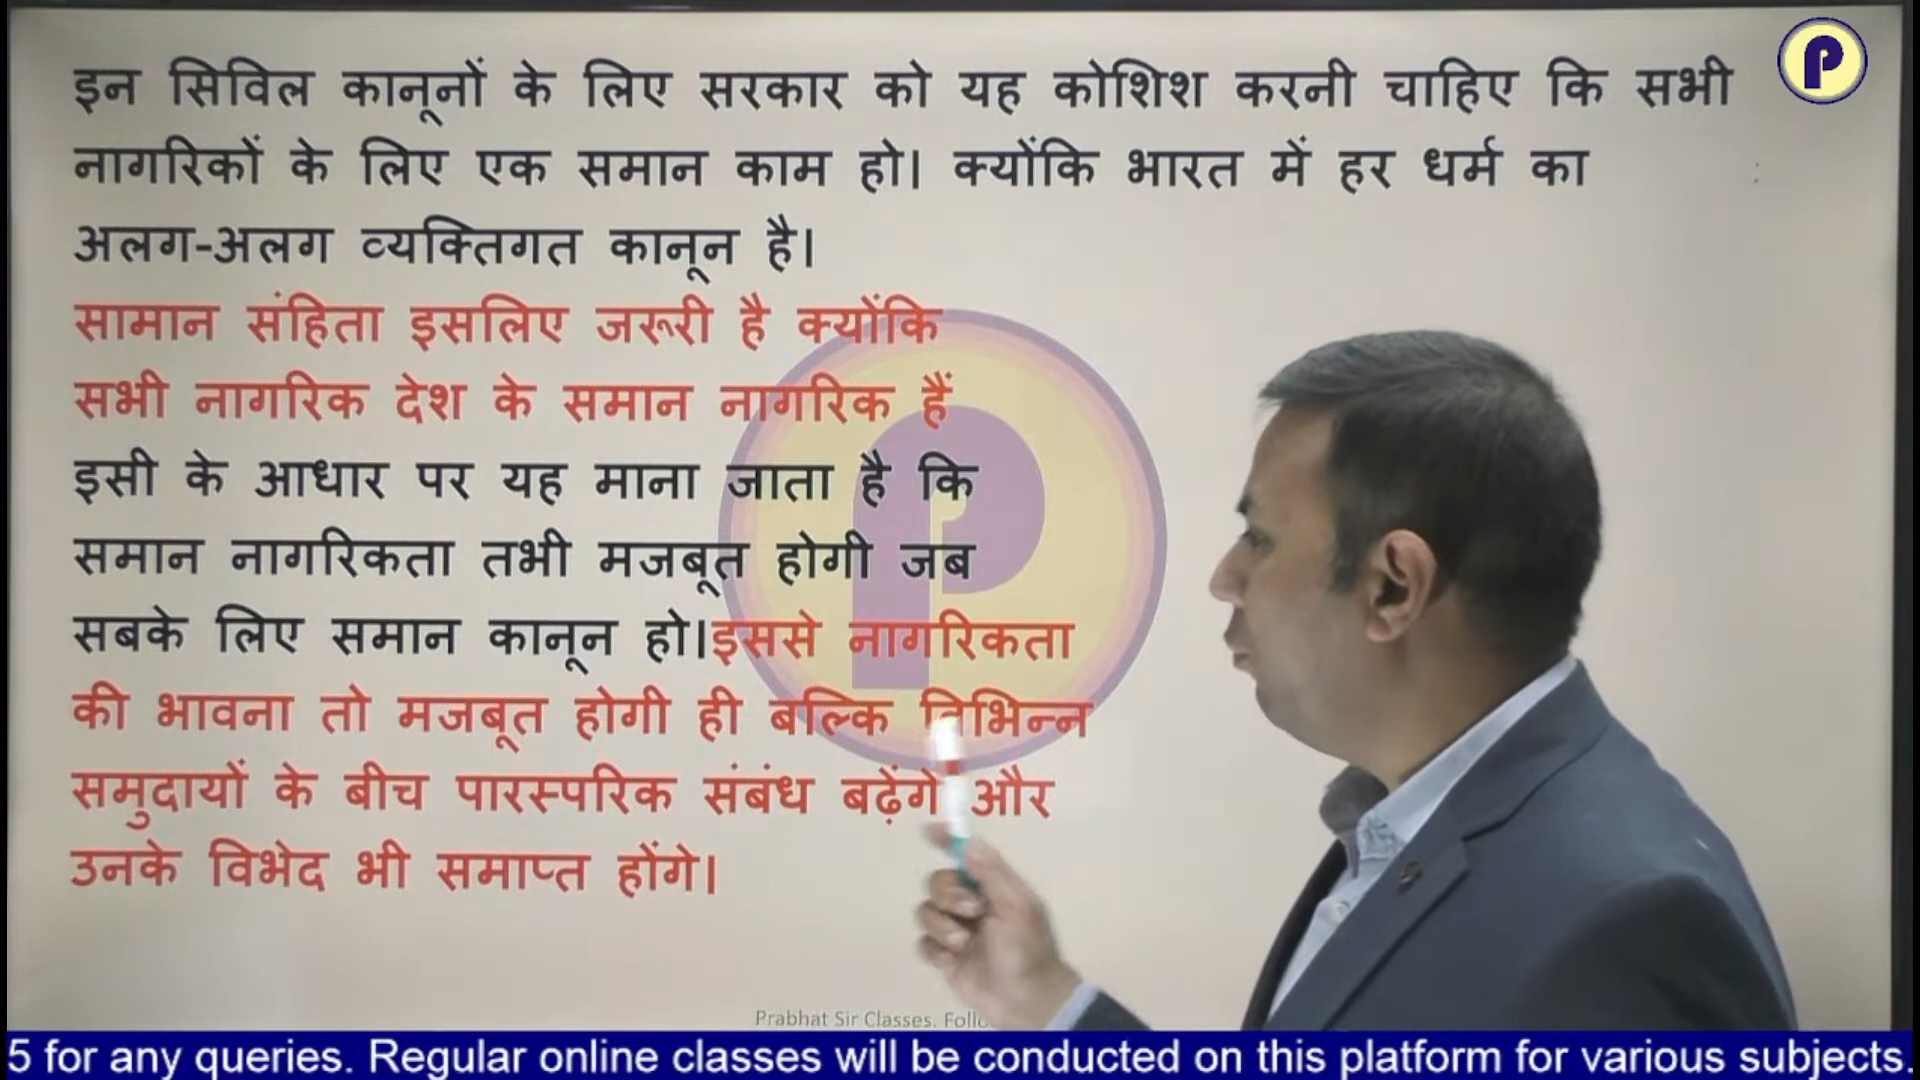 इन सिविल कानूनों के लिए सरकार को यह कोशिश करनी चाहिए कि सभी
नागरिकों के लिए एक समान काम हो। क्योंकि भारत में हर धर्म का
अलग-अलग व्यक्तिगत कानून है।
सामान संहिता इसलिए जरूरी है क्योंकि
सभी नागरिक देश के समान नागरिक हैं
इसी के आधार पर यह माना जाता है कि
समान नागरिकता तभी मजबूत होगी जब
सबके लिए समान कानून हो।इससे नागरिकता
की भावना तो मजबूत होगी ही बल्कि विभिन्न
समुदायों के बीच पारस्परिक संबंध बढ़ेंगे और
उनके विभेद भी समाप्त होंगे।
Prabhat Sir Classes.
5 for any queries. Regular online classes will be conducted on this platform for various subjects.